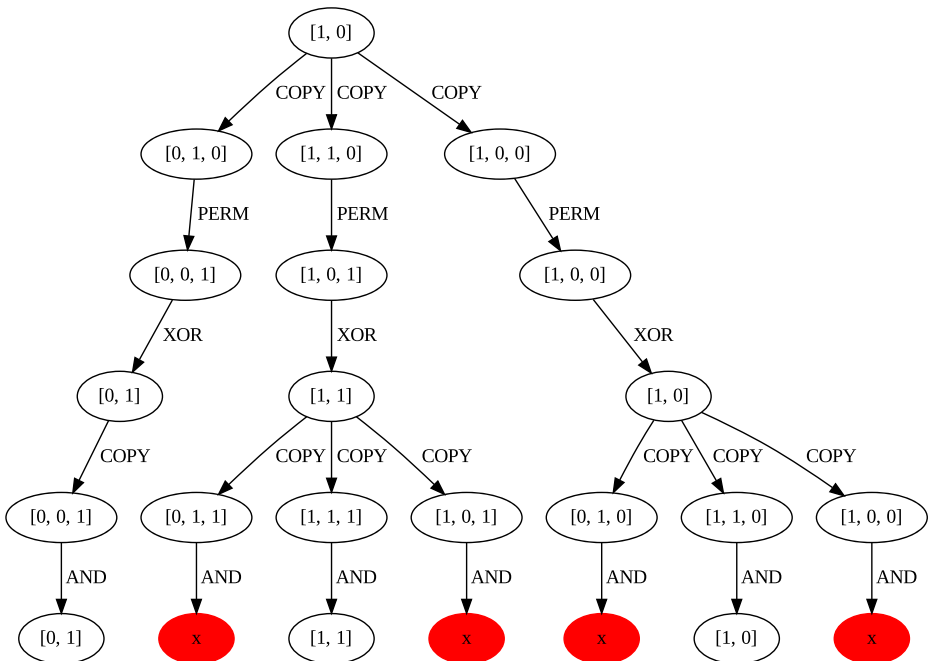 [1, 0]
COPY COPY COPY
[0, 1, 0] [1, 1, 0] [1, 0, 0]
PERM PERM PERM
[0, 0, 1] [1, 0, 1] [1, 0, 0]
XOR XOR XOR
[0, 1] [1, 1] [1, 0]
COPY COPY COPY COPY COPY COPY COPY
[0, 0, 1] [0, 1, 1] [1, 1, 1] [1, 0, 1] [0, 1, 0] [1, 1, 0] [1, 0, 0]
AND AND AND AND AND AND AND
[0, 1] x [1, 1] x x [1, 0] x